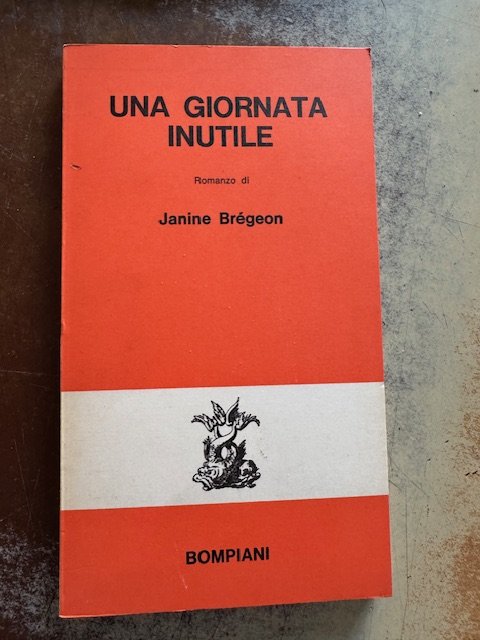 UNA GIORNATA
INUTILE
Romanzo di
Janine Brégeon
BOMPIANI